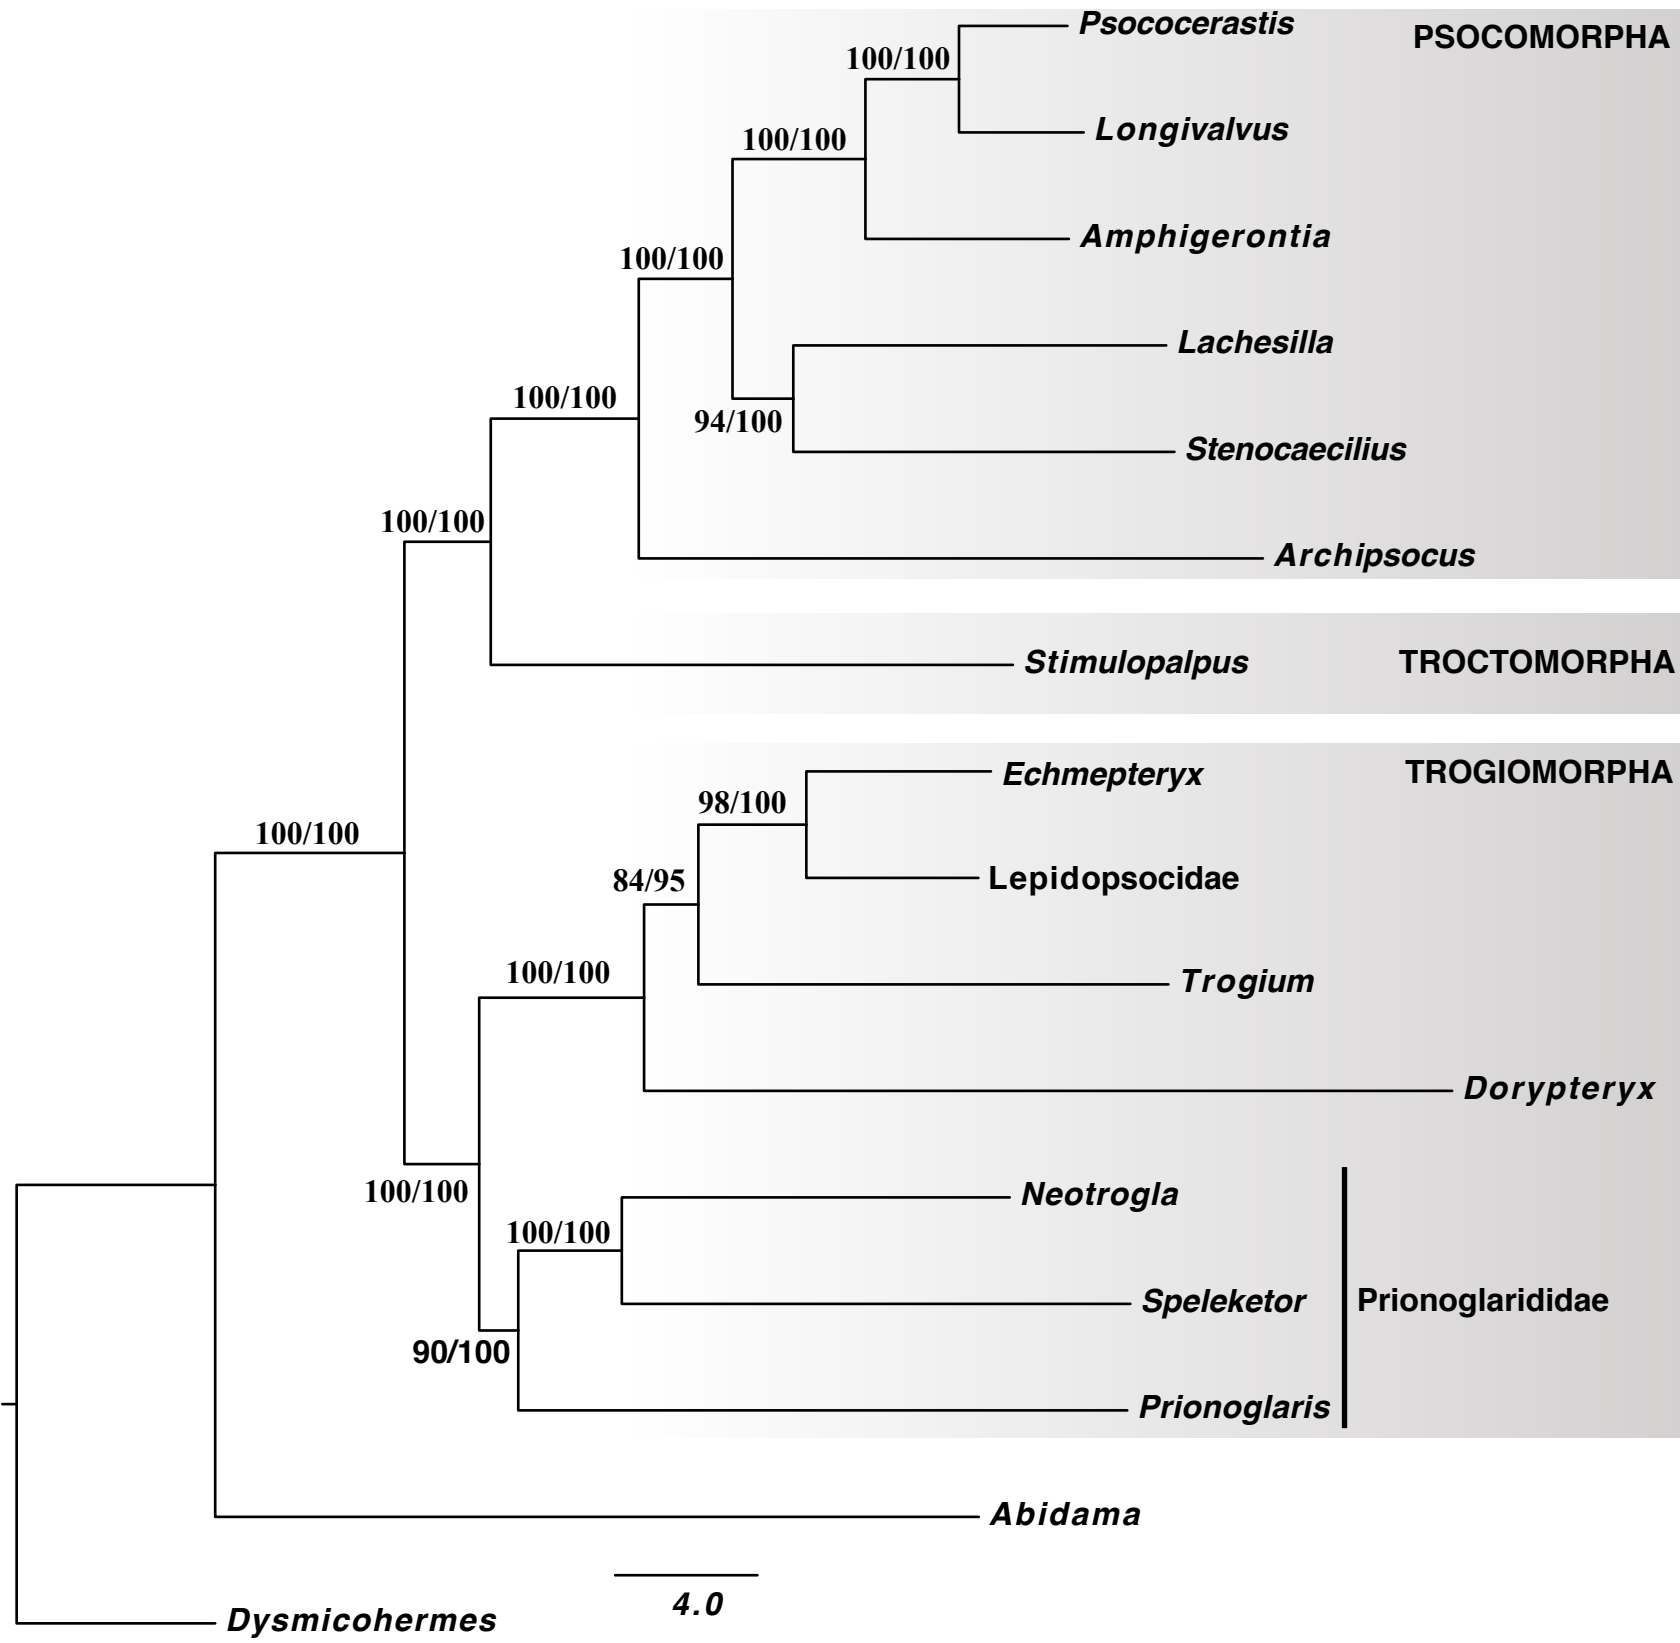 Psococerastis
PSOCOMORPHA
100/100
Longivalvus
100/100
Amphigerontia
100/100
Lachesilla
100/100
94/100
Stenocaecilius
100/100
Archipsocus
Stimulopalpus
TROCTOMORPHA
Echmepteryx
TROGIOMORPHA
98/100
100/100
84/95
Lepidopsocidae
100/100
Trogium
Dorypteryx
100/100
Neotrogla
100/100
Speleketor
Prionoglarididae
90/100
Prionoglaris
Abidama
4.0
Dysmicohermes